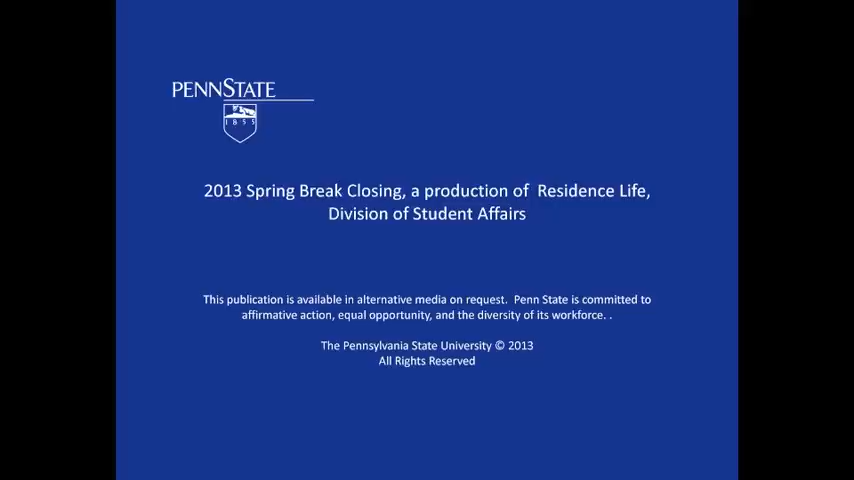 PENNSTATE
1855
2013 Spring Break Closing, a production of  Residence Life,
Division of Student Affairs
This publication is available in alternative media on request.  Penn State is committed to
affirmative action, equal opportunity, and the diversity of its workforce. .
The Pennsylvania State University © 2013
All Rights Reserved